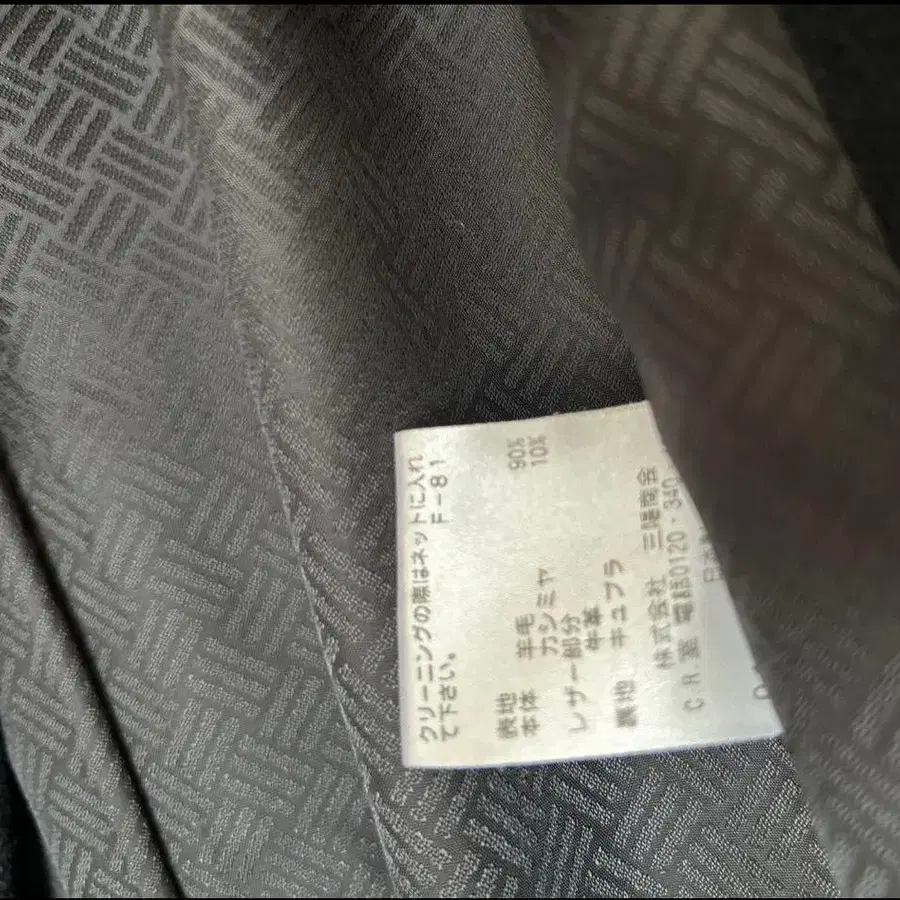 クリーニングの際はネットに入れ
て下さい。 F-81
表地 羊毛 90%
本体 カシミヤ 10%
レザー部分
牛革
裏地 キュプラ
株式会社 三陽商会
C.R.室 電話0120-340